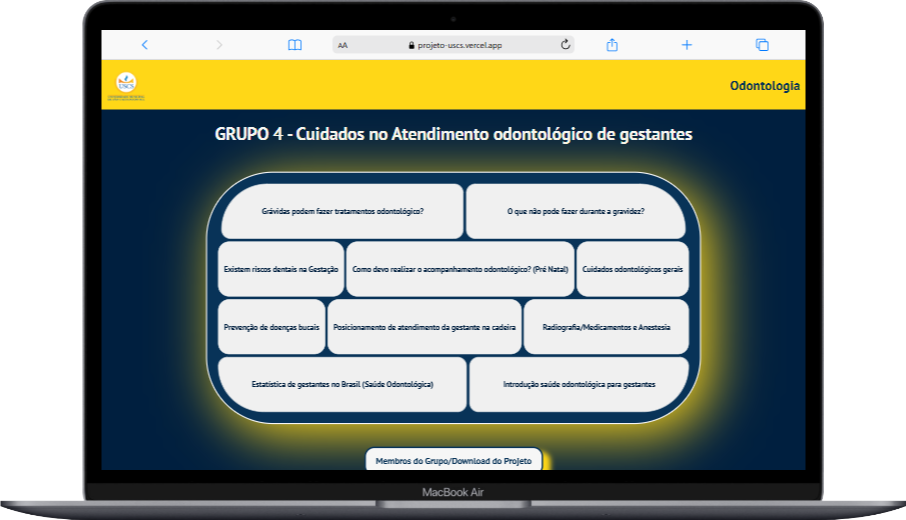 AA
projeto-uscs.vercel.app
USCS
Odontologia
GRUPO 4 - Cuidados no Atendimento odontológico de gestantes
Grávidas podem fazer tratamentos odontológico?
O que não pode fazer durante a gravidez?
Existem riscos dentais na Gestação
Como devo realizar o acompanhamento odontológico? (Pré Natal)
Cuidados odontológicos gerais
Prevenção de doenças bucais
Posicionamento de atendimento da gestante na cadeira
Radiografia/Medicamentos e Anestesia
Estatística de gestantes no Brasil (Saúde Odontológica)
Introdução saúde odontológica para gestantes
Membros do Grupo/Download do Projeto
MacBook Air